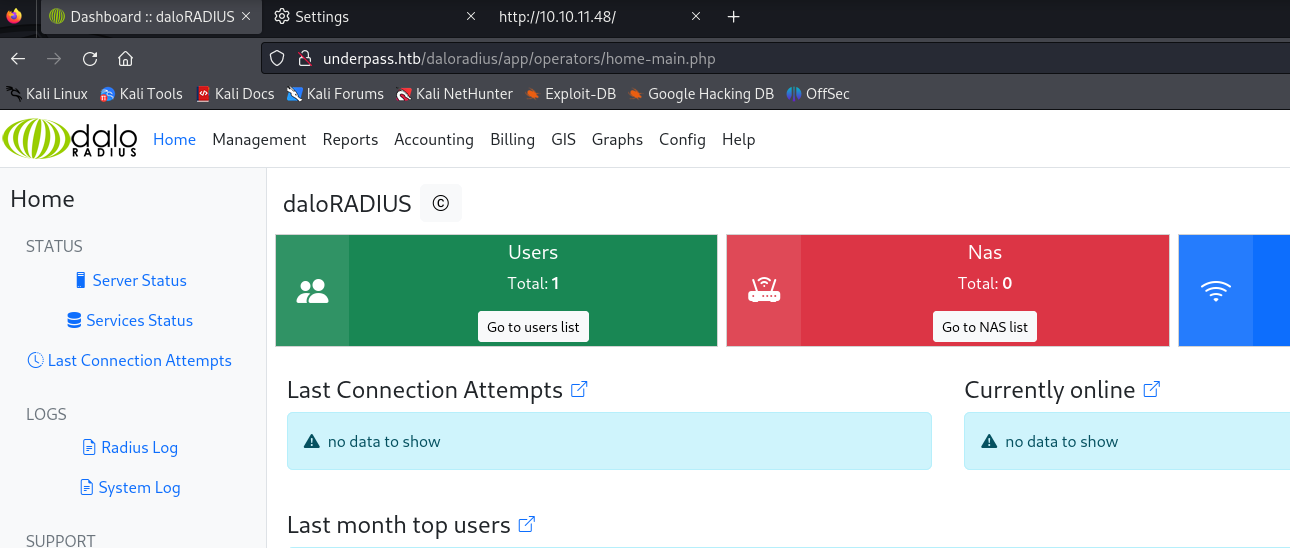 Dashboard :: daloRADIUS Settings http://10.10.11.48/
underpass.htb/daloradius/app/operators/home-main.php
Kali Linux Kali Tools Kali Docs Kali Forums Kali NetHunter Exploit-DB Google Hacking DB OffSec
dalo RADIUS Home Management Reports Accounting Billing GIS Graphs Config Help
Home
STATUS
Server Status
Services Status
Last Connection Attempts
LOGS
Radius Log
System Log
SUPPORT
daloRADIUS ©
Users
Total: 1
Go to users list
Nas
Total: 0
Go to NAS list
Last Connection Attempts
no data to show
Currently online
no data to show
Last month top users